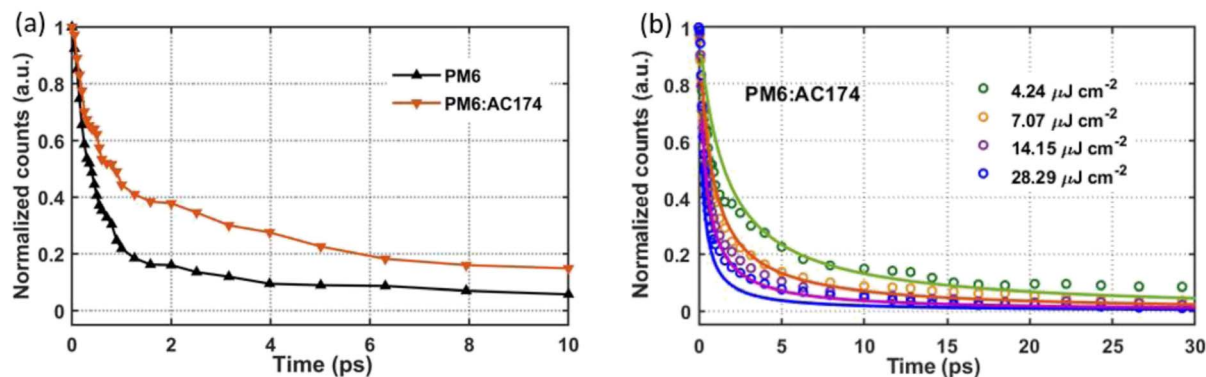 (a)
Normalized counts (a.u.)
1
0.8
0.6
0.4
0.2
0
PM6
PM6:AC174
0 2 4 6 8 10
Time (ps)
(b)
Normalized counts (a.u.)
1
0.8
0.6
0.4
0.2
0
PM6:AC174
4.24 μJ cm⁻²
7.07 μJ cm⁻²
14.15 μJ cm⁻²
28.29 μJ cm⁻²
0 5 10 15 20 25 30
Time (ps)